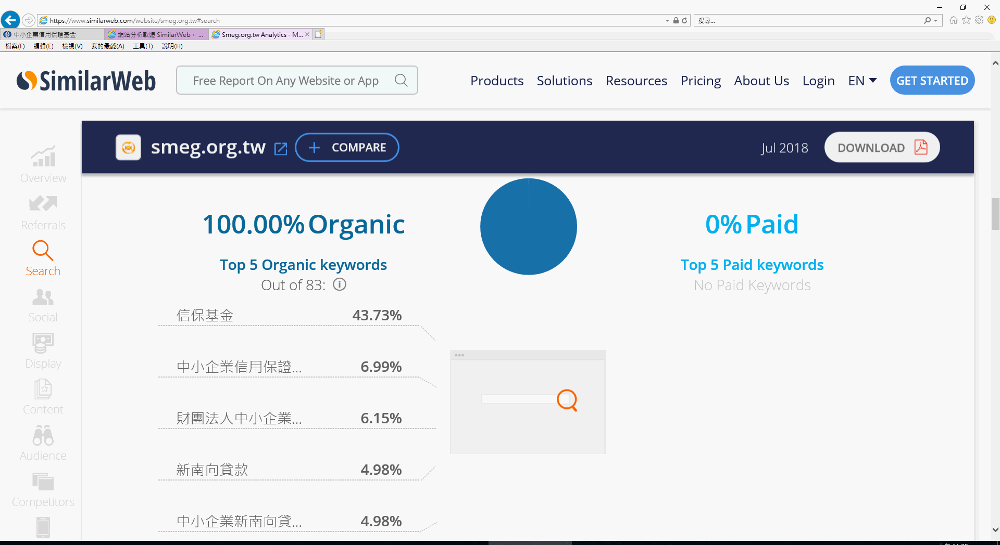 https://www.similarweb.com/website/smeg.org.tw#search
搜尋...
中小企業信用保證基金
網站分析軟體 SimilarWeb， ...
Smeg.org.tw Analytics - M...
檔案(F) 編輯(E) 檢視(V) 我的最愛(A) 工具(T) 說明(H)
SimilarWeb
Free Report On Any Website or App
Products Solutions Resources Pricing About Us Login EN GET STARTED
smeg.org.tw COMPARE Jul 2018 DOWNLOAD
Overview
Referrals
Search
Social
Display
Content
Audience
Competitors
100.00% Organic
Top 5 Organic keywords
Out of 83:
信保基金 43.73%
中小企業信用保證... 6.99%
財團法人中小企業... 6.15%
新南向貸款 4.98%
中小企業新南向貸... 4.98%
0% Paid
Top 5 Paid keywords
No Paid Keywords